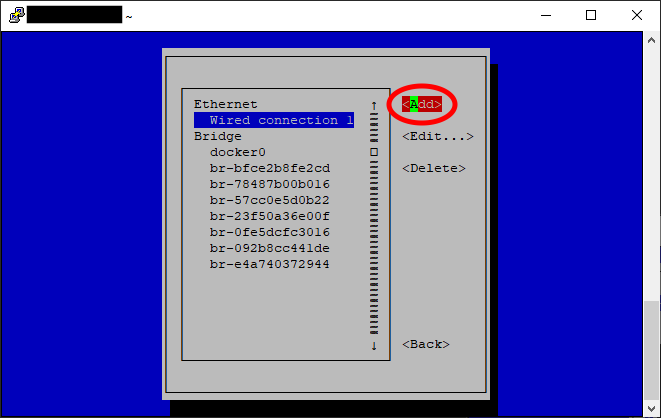 ~
Ethernet
Wired connection 1
Bridge
docker0
br-bfce2b8fe2cd
br-78487b00b016
br-57cc0e5d0b22
br-23f50a36e00f
br-0fe5dcfc3016
br-092b8cc441de
br-e4a740372944
<Add>
<Edit...>
<Delete>
<Back>